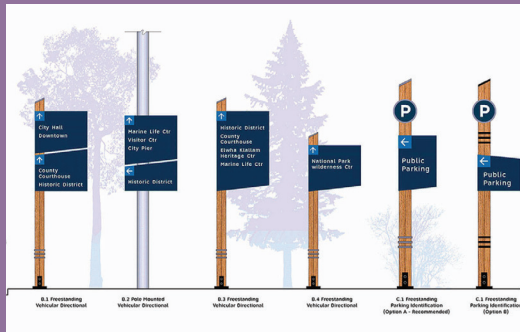 City Hall
Downtown
County
Courthouse
Historic District
Marine Life Ctr
Visitor Ctr
City Pier
Historic District
Historic District
County
Courthouse
Elwha Klallam
Heritage Ctr
Marine Life Ctr
National Park
wilderness Ctr
P
Public
Parking
P
Public
Parking
B.1 Freestanding
Vehicular Directional
B.2 Pole Mounted
Vehicular Directional
B.3 Freestanding
Vehicular Directional
B.4 Freestanding
Vehicular Directional
C.1 Freestanding
Parking Identification
(Option A - Recommended)
C.1 Freestanding
Parking Identification
(Option B)